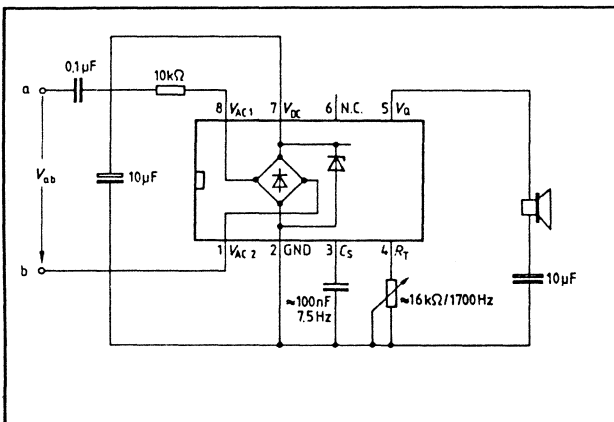 0,1µF
10kΩ
a
8 V_AC1
7 V_DC
6 N.C.
5 V_Q
V_ab
10µF
b
1 V_AC2
2 GND
3 C_S
4 R_T
≈100nF
7.5Hz
≈16kΩ/1700Hz
10µF